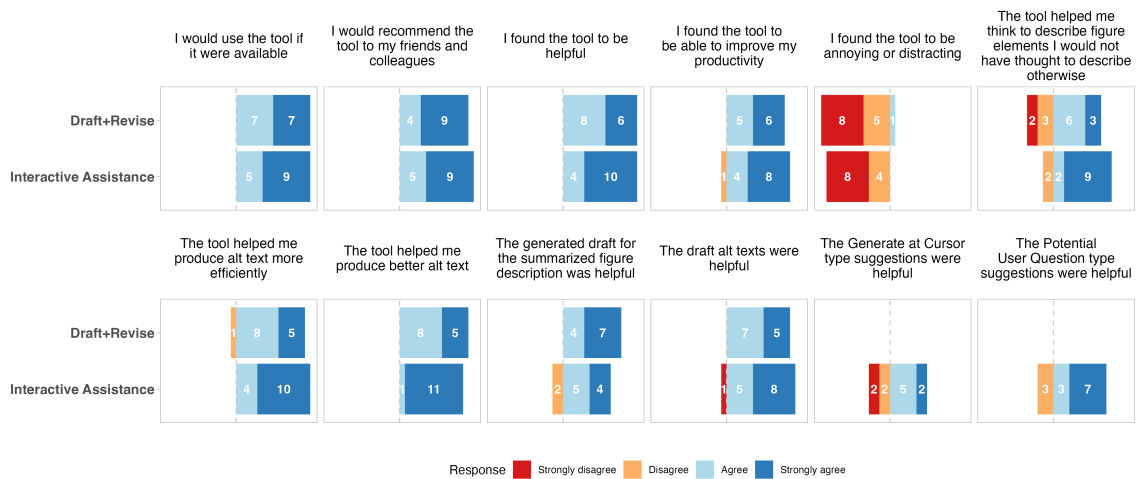 I would use the tool if
it were available
I would recommend the
tool to my friends and
colleagues
I found the tool to be
helpful
I found the tool to
be able to improve my
productivity
I found the tool to be
annoying or distracting
The tool helped me
think to describe figure
elements I would not
have thought to describe
otherwise
Draft+Revise
7 7
4 9
8 6
5 6
8 5 1
2 3 6 3
Interactive Assistance
5 9
5 9
4 10
1 4 8
8 4
2 2 9
The tool helped me
produce alt text more
efficiently
The tool helped me
produce better alt text
The generated draft for
the summarized figure
description was helpful
The draft alt texts were
helpful
The Generate at Cursor
type suggestions were
helpful
The Potential
User Question type
suggestions were helpful
Draft+Revise
1 8 5
8 5
4 7
7 5
Interactive Assistance
4 10
1 11
2 5 4
1 5 8
2 2 5 2
3 3 7
Response Strongly disagree Disagree Agree Strongly agree